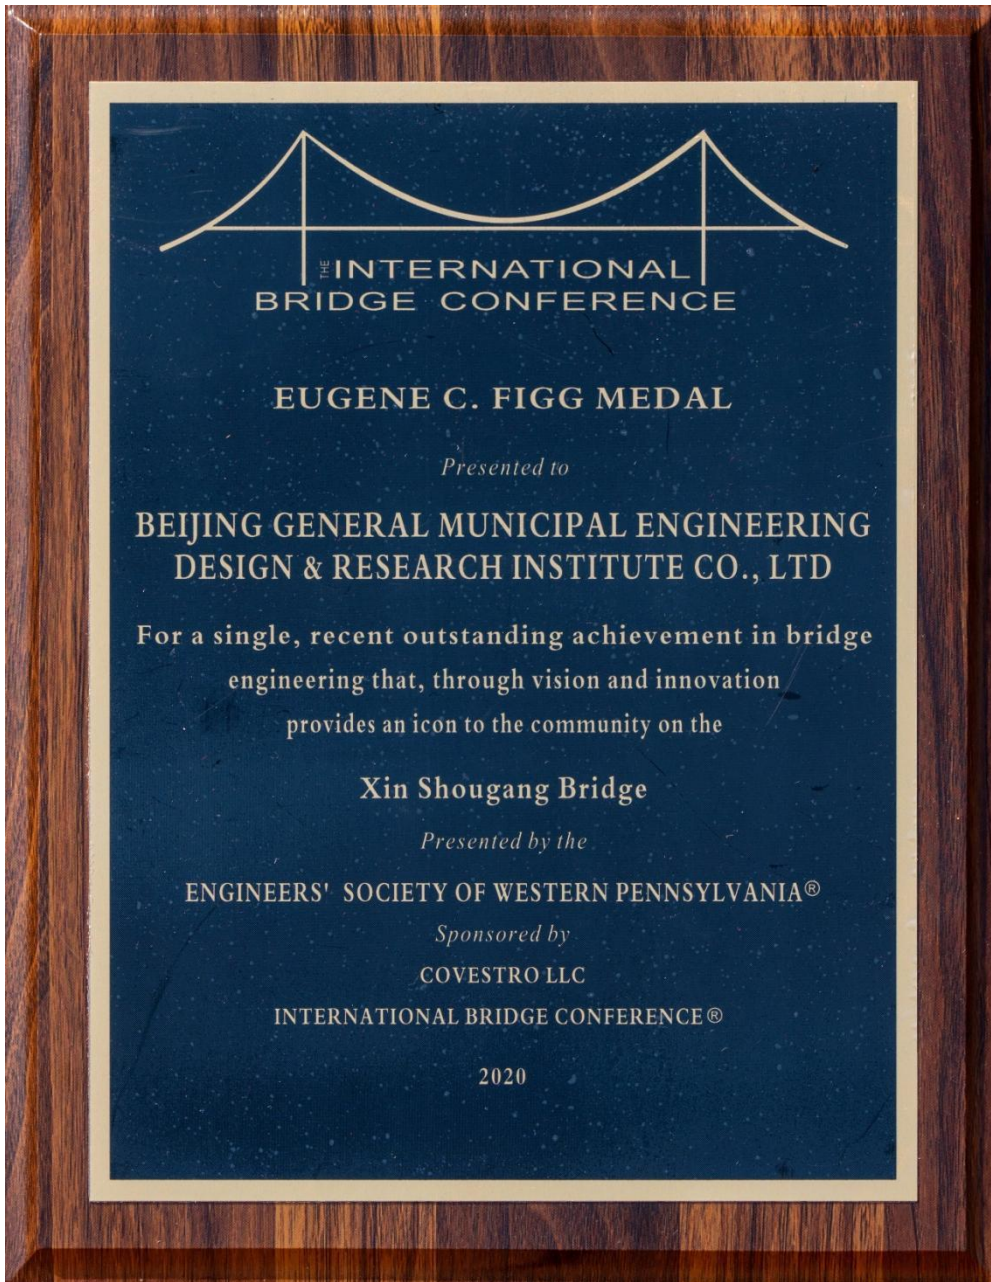 THE INTERNATIONAL
BRIDGE CONFERENCE
EUGENE C. FIGG MEDAL
Presented to
BEIJING GENERAL MUNICIPAL ENGINEERING
DESIGN & RESEARCH INSTITUTE CO., LTD
For a single, recent outstanding achievement in bridge
engineering that, through vision and innovation
provides an icon to the community on the
Xin Shougang Bridge
Presented by the
ENGINEERS' SOCIETY OF WESTERN PENNSYLVANIA®
Sponsored by
COVESTRO LLC
INTERNATIONAL BRIDGE CONFERENCE®
2020